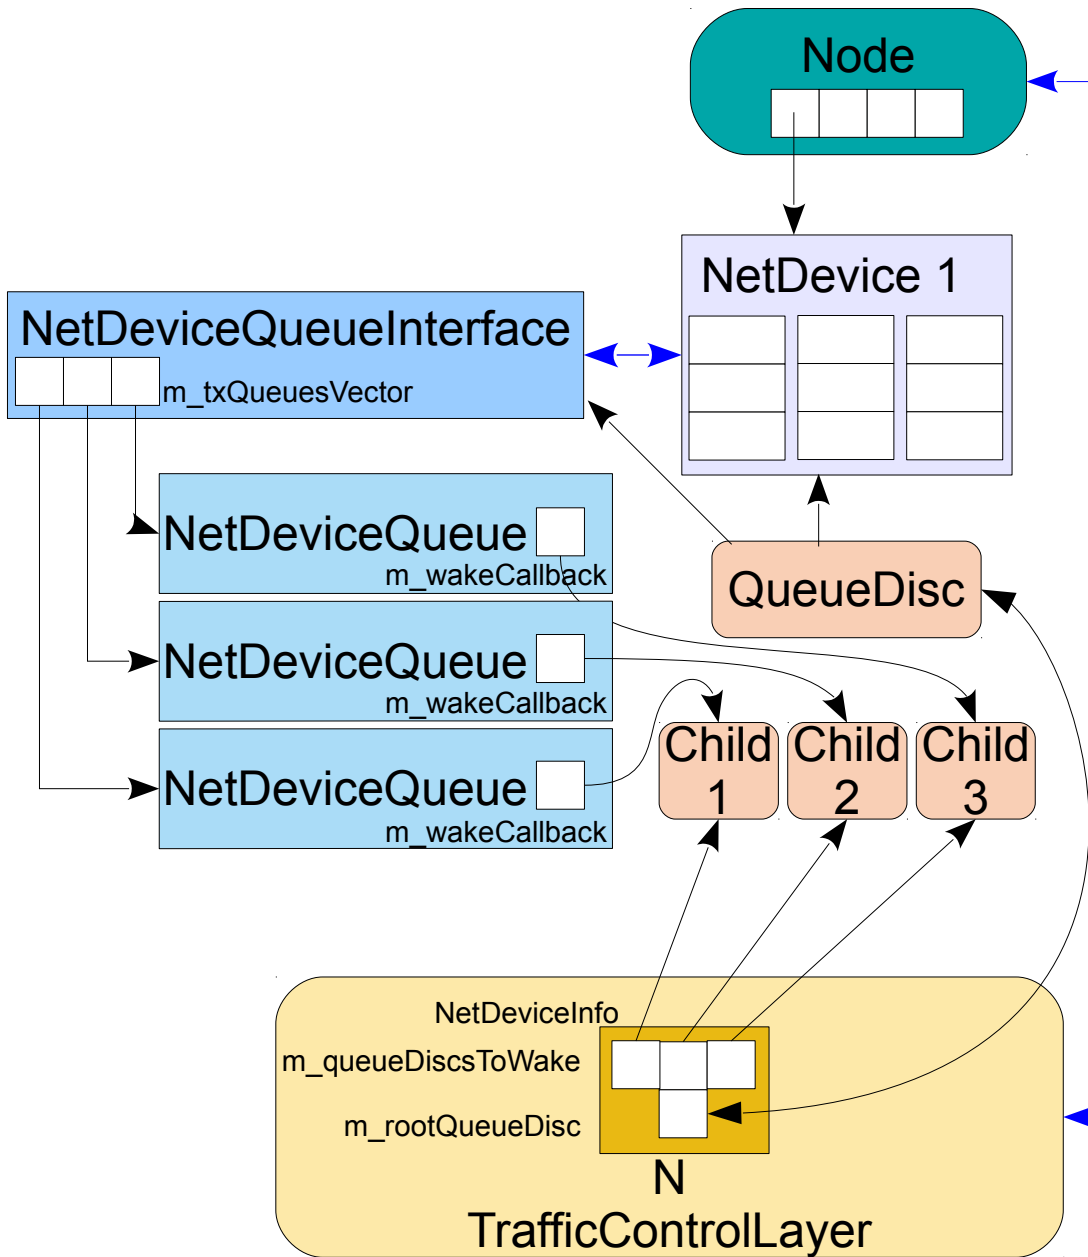 Node
NetDevice 1
NetDeviceQueueInterface
m_txQueuesVector
NetDeviceQueue
m_wakeCallback
QueueDisc
NetDeviceQueue
m_wakeCallback
Child
1
Child
2
Child
3
NetDeviceQueue
m_wakeCallback
NetDeviceInfo
m_queueDiscsToWake
m_rootQueueDisc
N
TrafficControlLayer